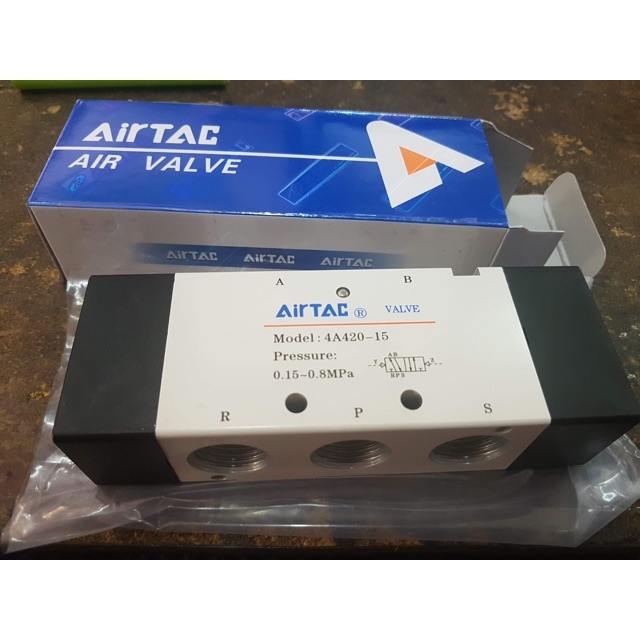 AirTAC
AIR VALVE
AirTAC AirTAC AirTAC
A B
AirTAC ® VALVE
Model : 4A420-15
Pressure:
0.15~0.8MPa
A B
Y Z
R P S
R P S